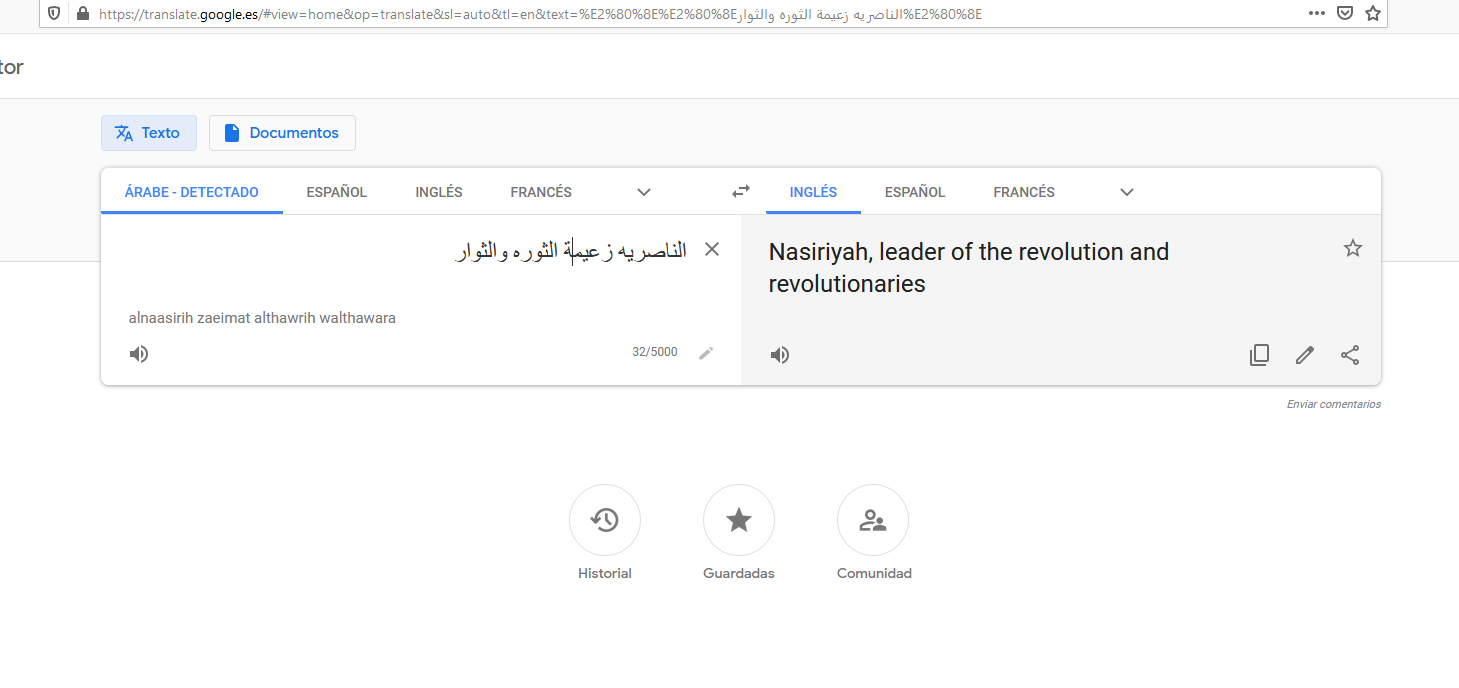 https://translate.google.es/#view=home&op=translate&sl=auto&tl=en&text=%E2%80%8E%E2%80%8Eالناصريه زعيمة الثوره والثوار%E2%80%8E
tor
Texto
Documentos
ÁRABE - DETECTADO ESPAÑOL INGLÉS FRANCÉS
INGLÉS ESPAÑOL FRANCÉS
الناصريه زعيمة الثوره والثوار
alnaasirih zaeimat althawrih walthawara
32/5000
Nasiriyah, leader of the revolution and
revolutionaries
Enviar comentarios
Historial
Guardadas
Comunidad